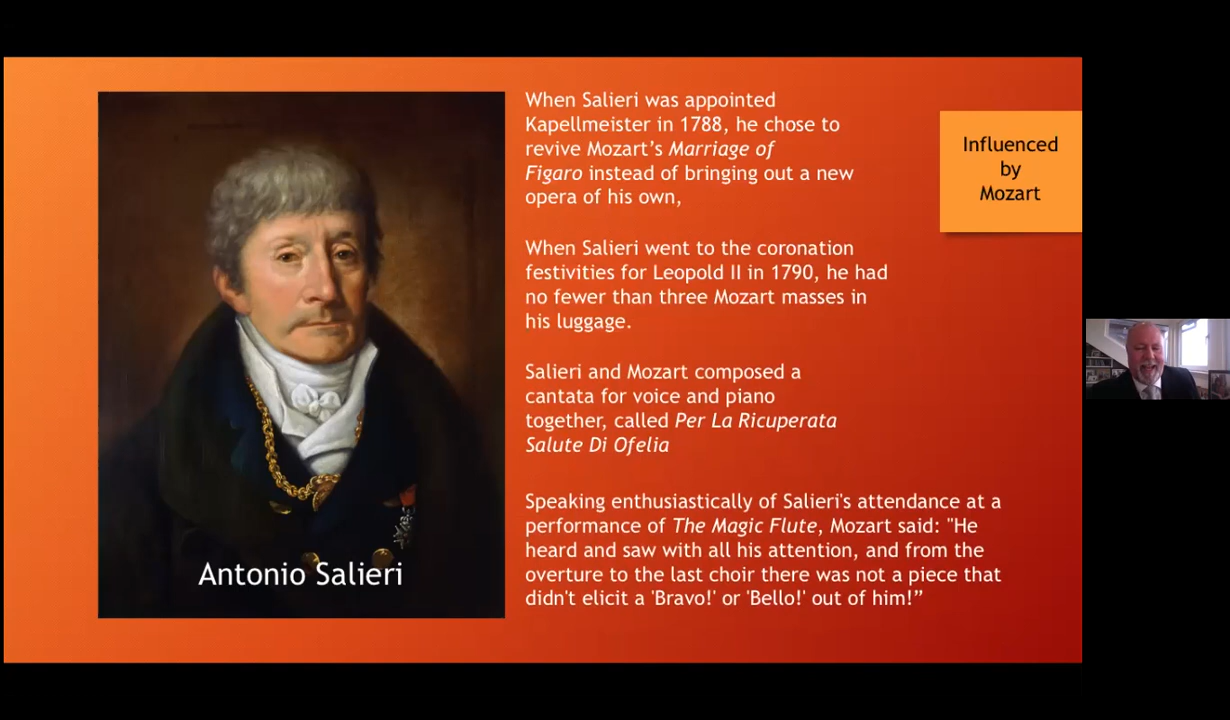 When Salieri was appointed
Kapellmeister in 1788, he chose to
revive Mozart’s Marriage of
Figaro instead of bringing out a new
opera of his own,
When Salieri went to the coronation
festivities for Leopold II in 1790, he had
no fewer than three Mozart masses in
his luggage.
Salieri and Mozart composed a
cantata for voice and piano
together, called Per La Ricuperata
Salute Di Ofelia
Speaking enthusiastically of Salieri's attendance at a
performance of The Magic Flute, Mozart said: "He
heard and saw with all his attention, and from the
overture to the last choir there was not a piece that
didn't elicit a 'Bravo!' or 'Bello!' out of him!”
Influenced
by
Mozart
Antonio Salieri